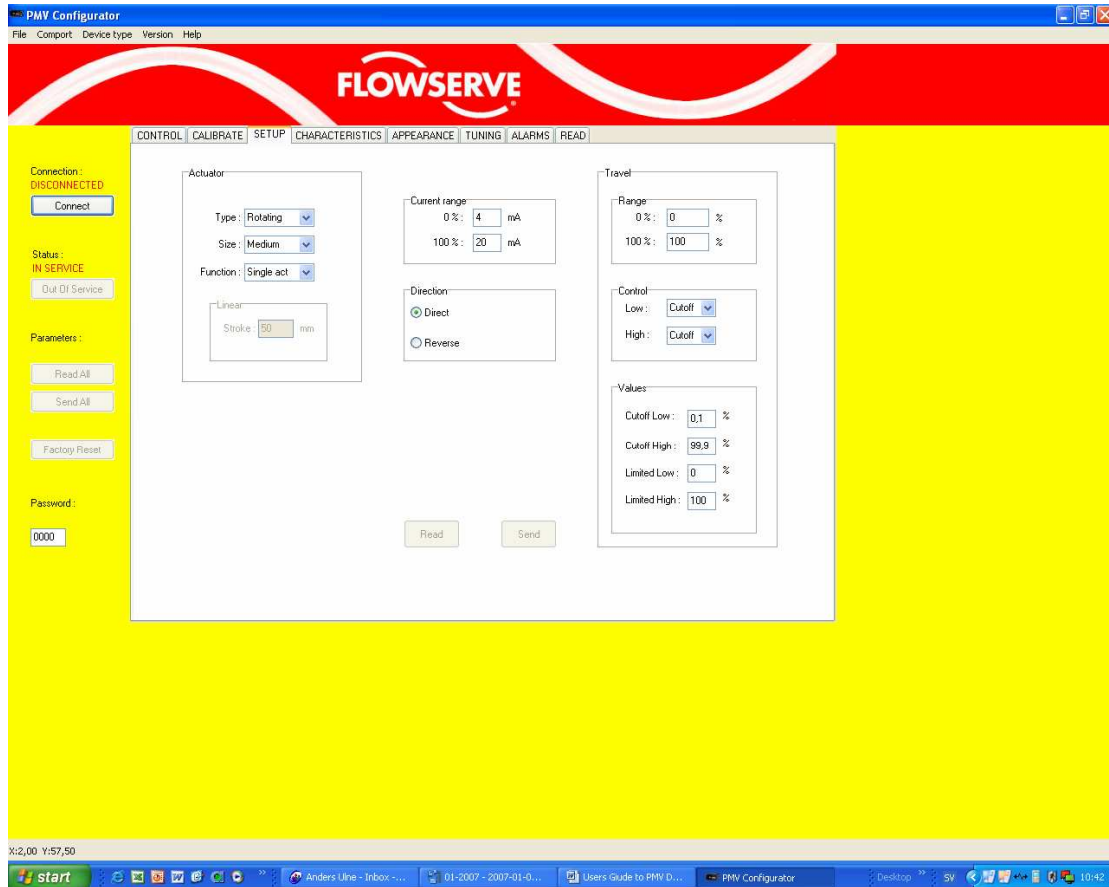 PMV Configurator
File Comport Device type Version Help
FLOWSERVE
CONTROL CALIBRATE SETUP CHARACTERISTICS APPEARANCE TUNING ALARMS READ
Connection :
DISCONNECTED
Connect
Status :
IN SERVICE
Out Of Service
Parameters :
Read All
Send All
Factory Reset
Password :
0000
Actuator
Type : Rotating
Size : Medium
Function : Single act
Linear
Stroke : 50 mm
Current range
0 % : 4 mA
100 % : 20 mA
Direction
Direct
Reverse
Read Send
Travel
Range
0 % : 0 %
100 % : 100 %
Control
Low : Cutoff
High : Cutoff
Values
Cutoff Low : 0,1 %
Cutoff High : 99,9 %
Limited Low : 0 %
Limited High : 100 %
X:2,00 Y:57,50
start Anders Ulne - Inbox -... 01-2007 - 2007-01-0... Users Giude to PMV D... PMV Configurator Desktop SV 10:42